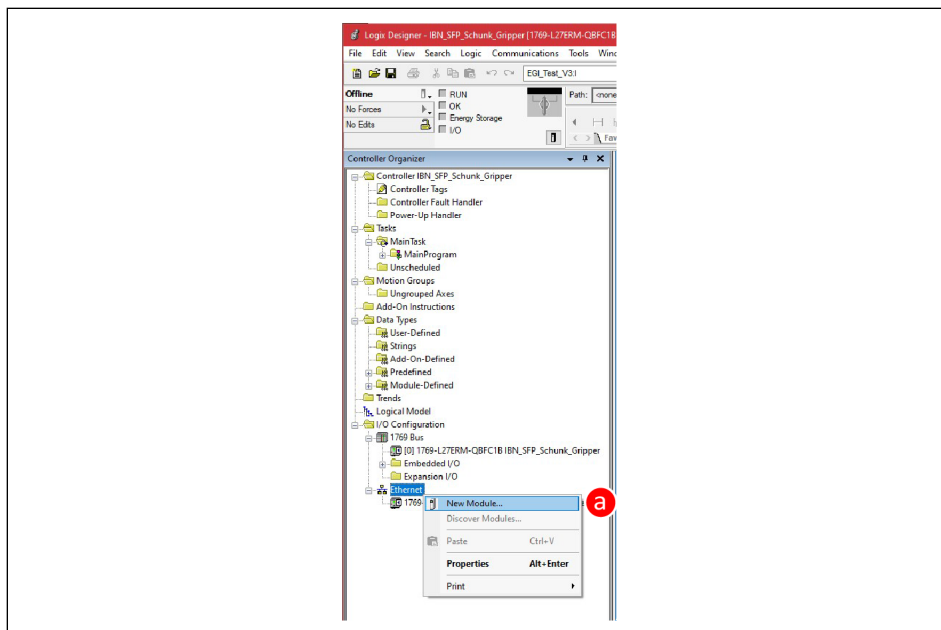 Logix Designer - IBN_SFP_Schunk_Gripper [1769-L27ERM-QBFC1B
File Edit View Search Logic Communications Tools
EGI_Test_V3:I
Offline
RUN
Path:
No Forces
OK
Energy Storage
No Edits
I/O
Controller Organizer
Controller IBN_SFP_Schunk_Gripper
Controller Tags
Controller Fault Handler
Power-Up Handler
Tasks
MainTask
MainProgram
Unscheduled
Motion Groups
Ungrouped Axes
Add-On Instructions
Data Types
User-Defined
Strings
Add-On-Defined
Predefined
Module-Defined
Trends
Logical Model
I/O Configuration
1769 Bus
[0] 1769-L27ERM-QBFC1B IBN_SFP_Schunk_Gripper
Embedded I/O
Expansion I/O
Ethernet
1769-
New Module...
a
Discover Modules...
Paste Ctrl+V
Properties Alt+Enter
Print